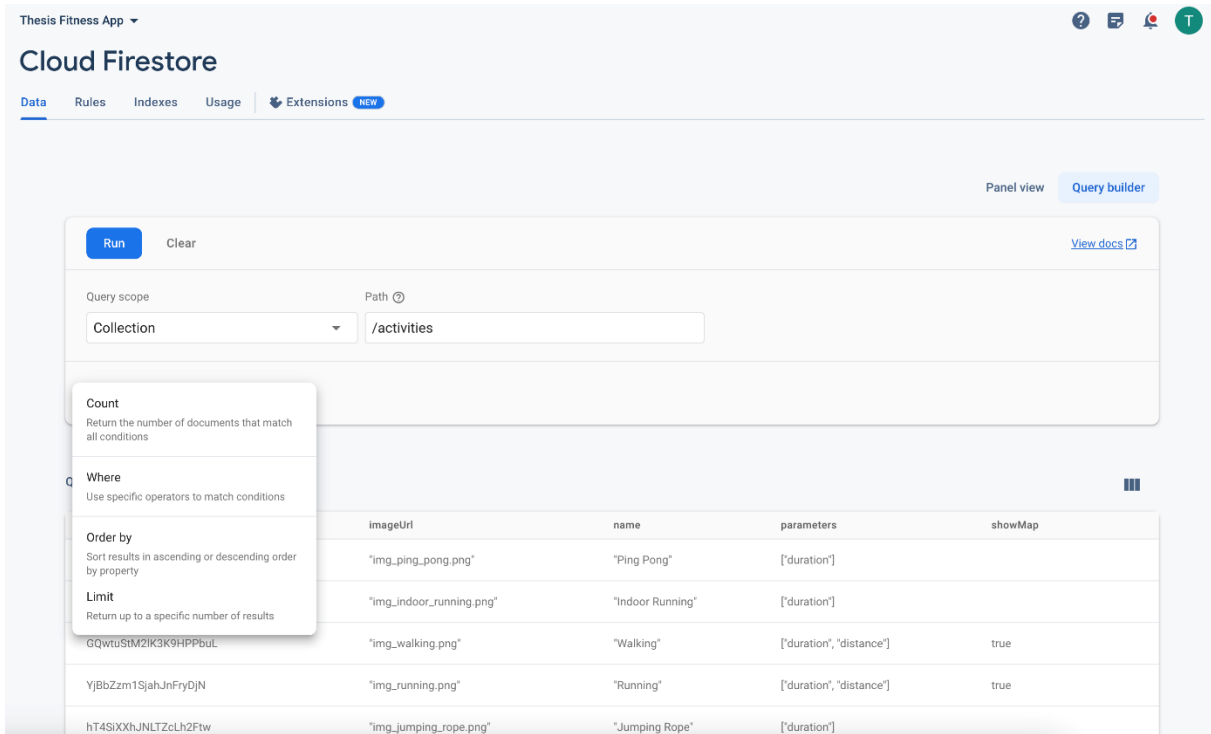 Thesis Fitness App
T
Cloud Firestore
Data Rules Indexes Usage Extensions NEW
Panel view Query builder
Run Clear View docs
Query scope Path
Collection /activities
Count
Return the number of documents that match
all conditions
Where
Use specific operators to match conditions
Order by
Sort results in ascending or descending order
by property
Limit
Return up to a specific number of results
imageUrl name parameters showMap
"img_ping_pong.png" "Ping Pong" ["duration"]
"img_indoor_running.png" "Indoor Running" ["duration"]
GQwtuStM2lK3K9HPPbuL "img_walking.png" "Walking" ["duration", "distance"] true
YjBbZzm1SjahJnFryDjN "img_running.png" "Running" ["duration", "distance"] true
hT4SiXXhJNLTZcLh2Ftw "img_jumping_rope.png" "Jumping Rope" ["duration"]